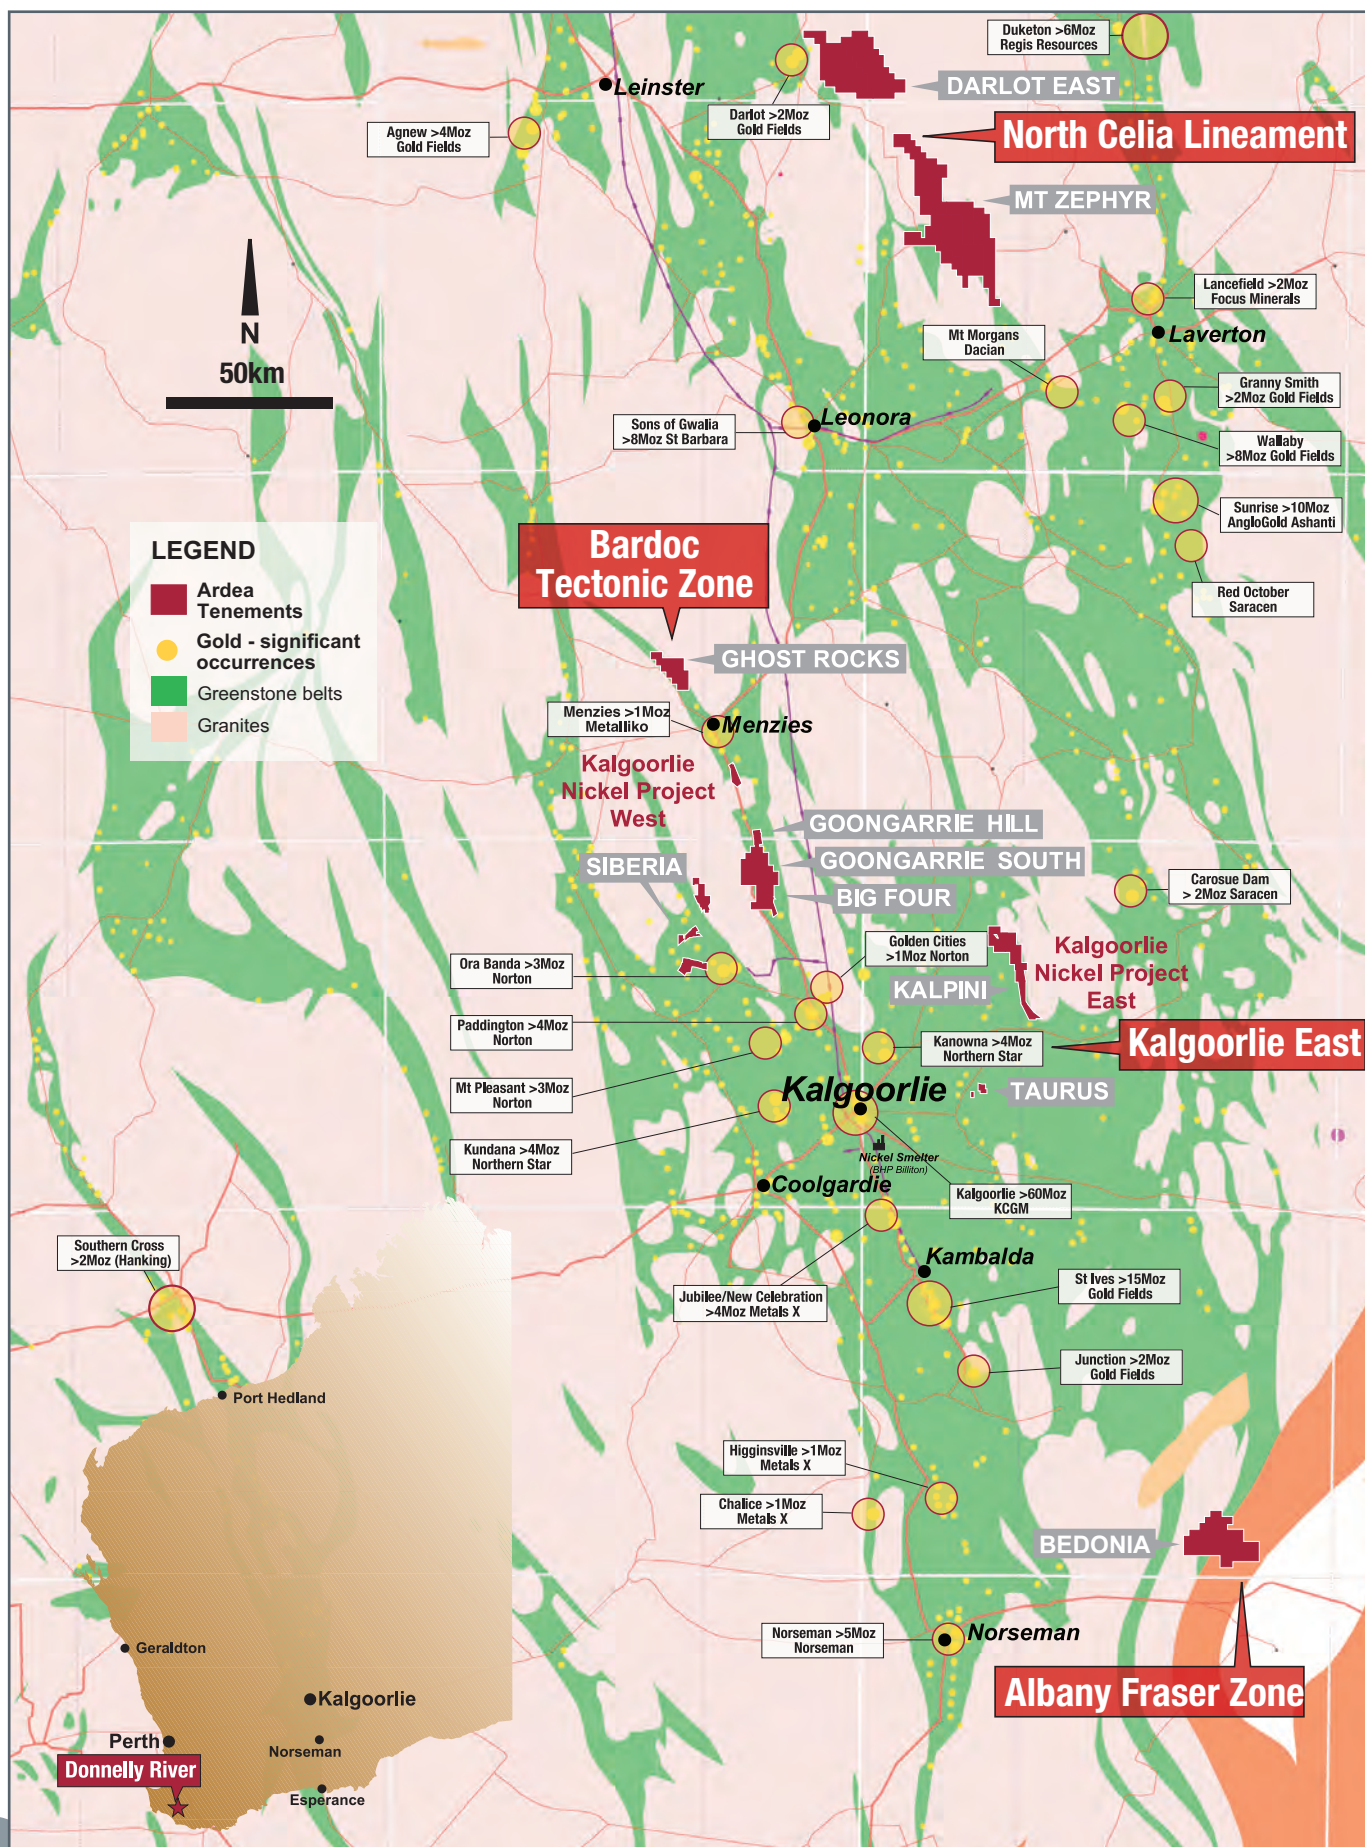 Duketon >6Moz
Regis Resources
Leinster
DARLOT EAST
Darlot >2Moz
Gold Fields
Agnew >4Moz
Gold Fields
North Celia Lineament
MT ZEPHYR
N
50km
Lancefield >2Moz
Focus Minerals
Laverton
Mt Morgans
Dacian
Granny Smith
>2Moz Gold Fields
Sons of Gwalia
>8Moz St Barbara
Leonora
Wallaby
>8Moz Gold Fields
Sunrise >10Moz
AngloGold Ashanti
LEGEND
Ardea
Tenements
Gold - significant
occurrences
Greenstone belts
Granites
Bardoc
Tectonic Zone
Red October
Saracen
GHOST ROCKS
Menzies >1Moz
Metalliko
Menzies
Kalgoorlie
Nickel Project
West
GOONGARRIE HILL
GOONGARRIE SOUTH
SIBERIA
BIG FOUR
Carosue Dam
> 2Moz Saracen
Golden Cities
>1Moz Norton
Kalgoorlie
Nickel Project
East
Ora Banda >3Moz
Norton
KALPINI
Paddington >4Moz
Norton
Kanowna >4Moz
Northern Star
Kalgoorlie East
Mt Pleasant >3Moz
Norton
Kalgoorlie
TAURUS
Kundana >4Moz
Northern Star
Nickel Smelter
(BHP Billiton)
Coolgardie
Kalgoorlie >60Moz
KCGM
Southern Cross
>2Moz (Hanking)
Kambalda
Jubilee/New Celebration
>4Moz Metals X
St Ives >15Moz
Gold Fields
Junction >2Moz
Gold Fields
Port Hedland
Higginsville >1Moz
Metals X
Chalice >1Moz
Metals X
BEDONIA
Norseman >5Moz
Norseman
Norseman
Geraldton
Albany Fraser Zone
Kalgoorlie
Perth
Norseman
Donnelly River
Esperance